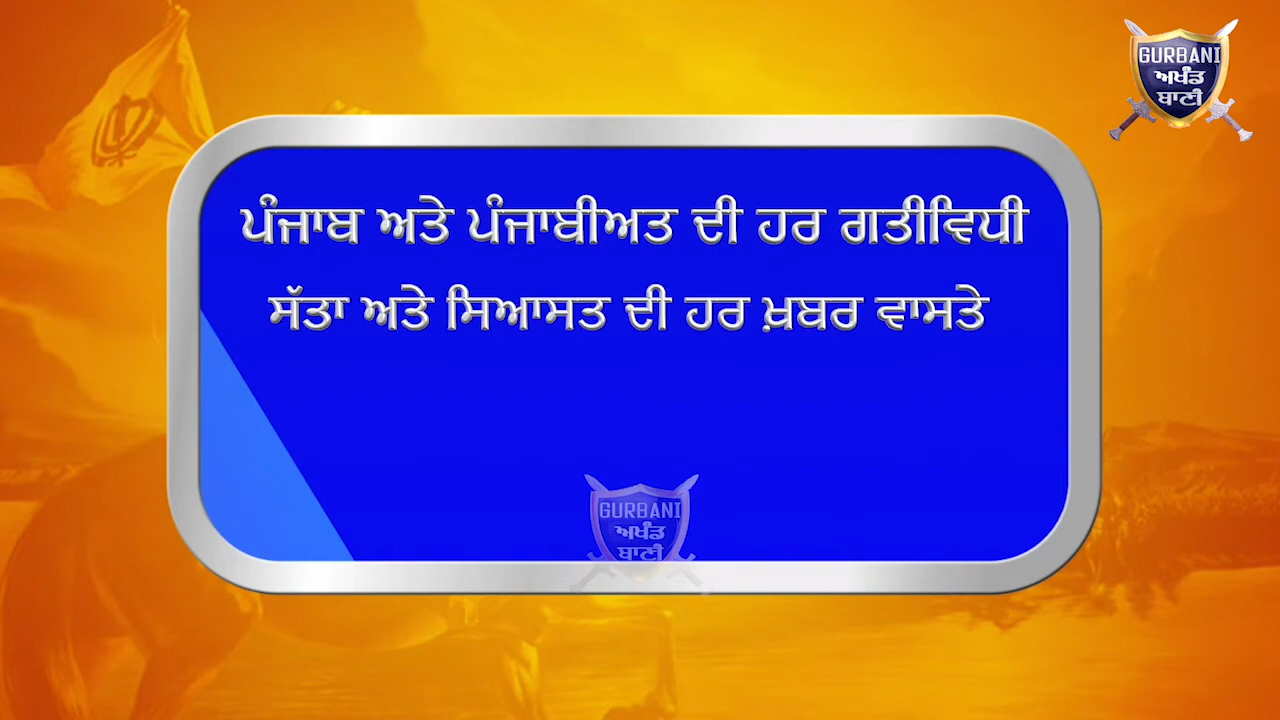 GURBANI
ਅਖੰਡ
ਬਾਣੀ
ਪੰਜਾਬ ਅਤੇ ਪੰਜਾਬੀਅਤ ਦੀ ਹਰ ਗਤੀਵਿਧੀ
ਸੱਤਾ ਅਤੇ ਸਿਆਸਤ ਦੀ ਹਰ ਖ਼ਬਰ ਵਾਸਤੇ
GURBANI
ਅਖੰਡ
ਬਾਣੀ